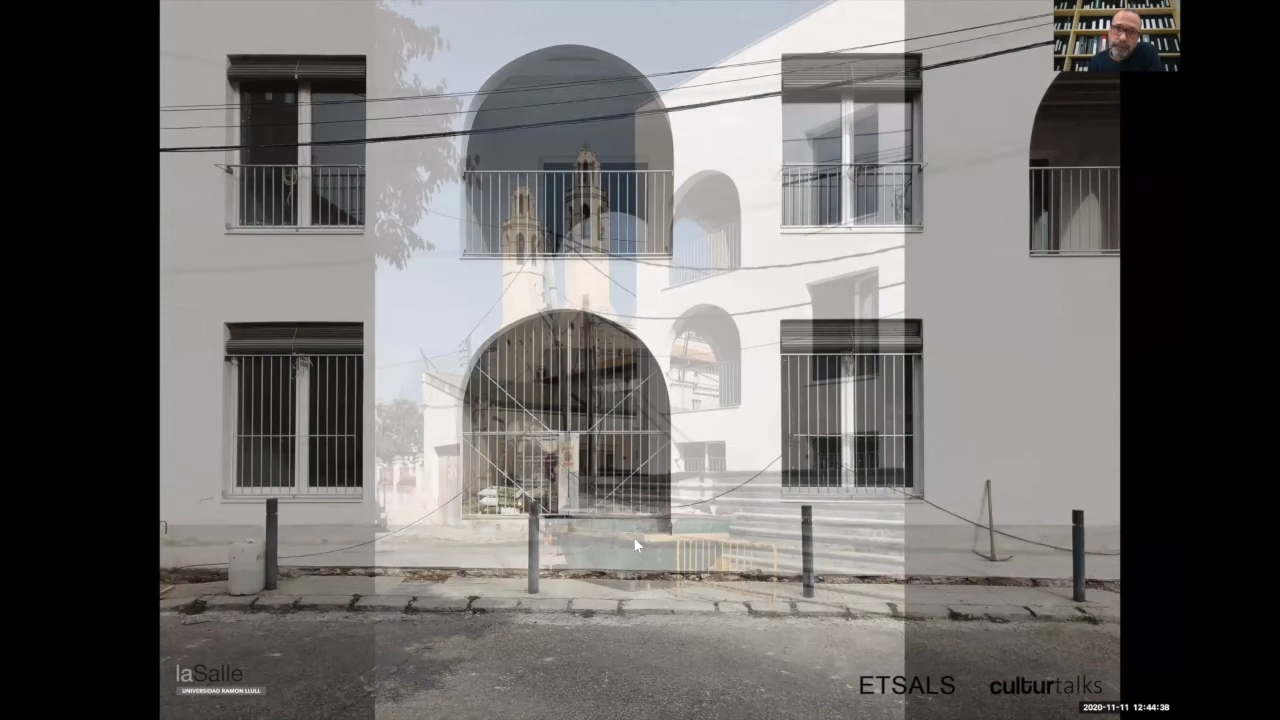 laSalle
UNIVERSIDAD RAMON LLULL
ETSALS
culturtalks
2020-11-11 12:44:38